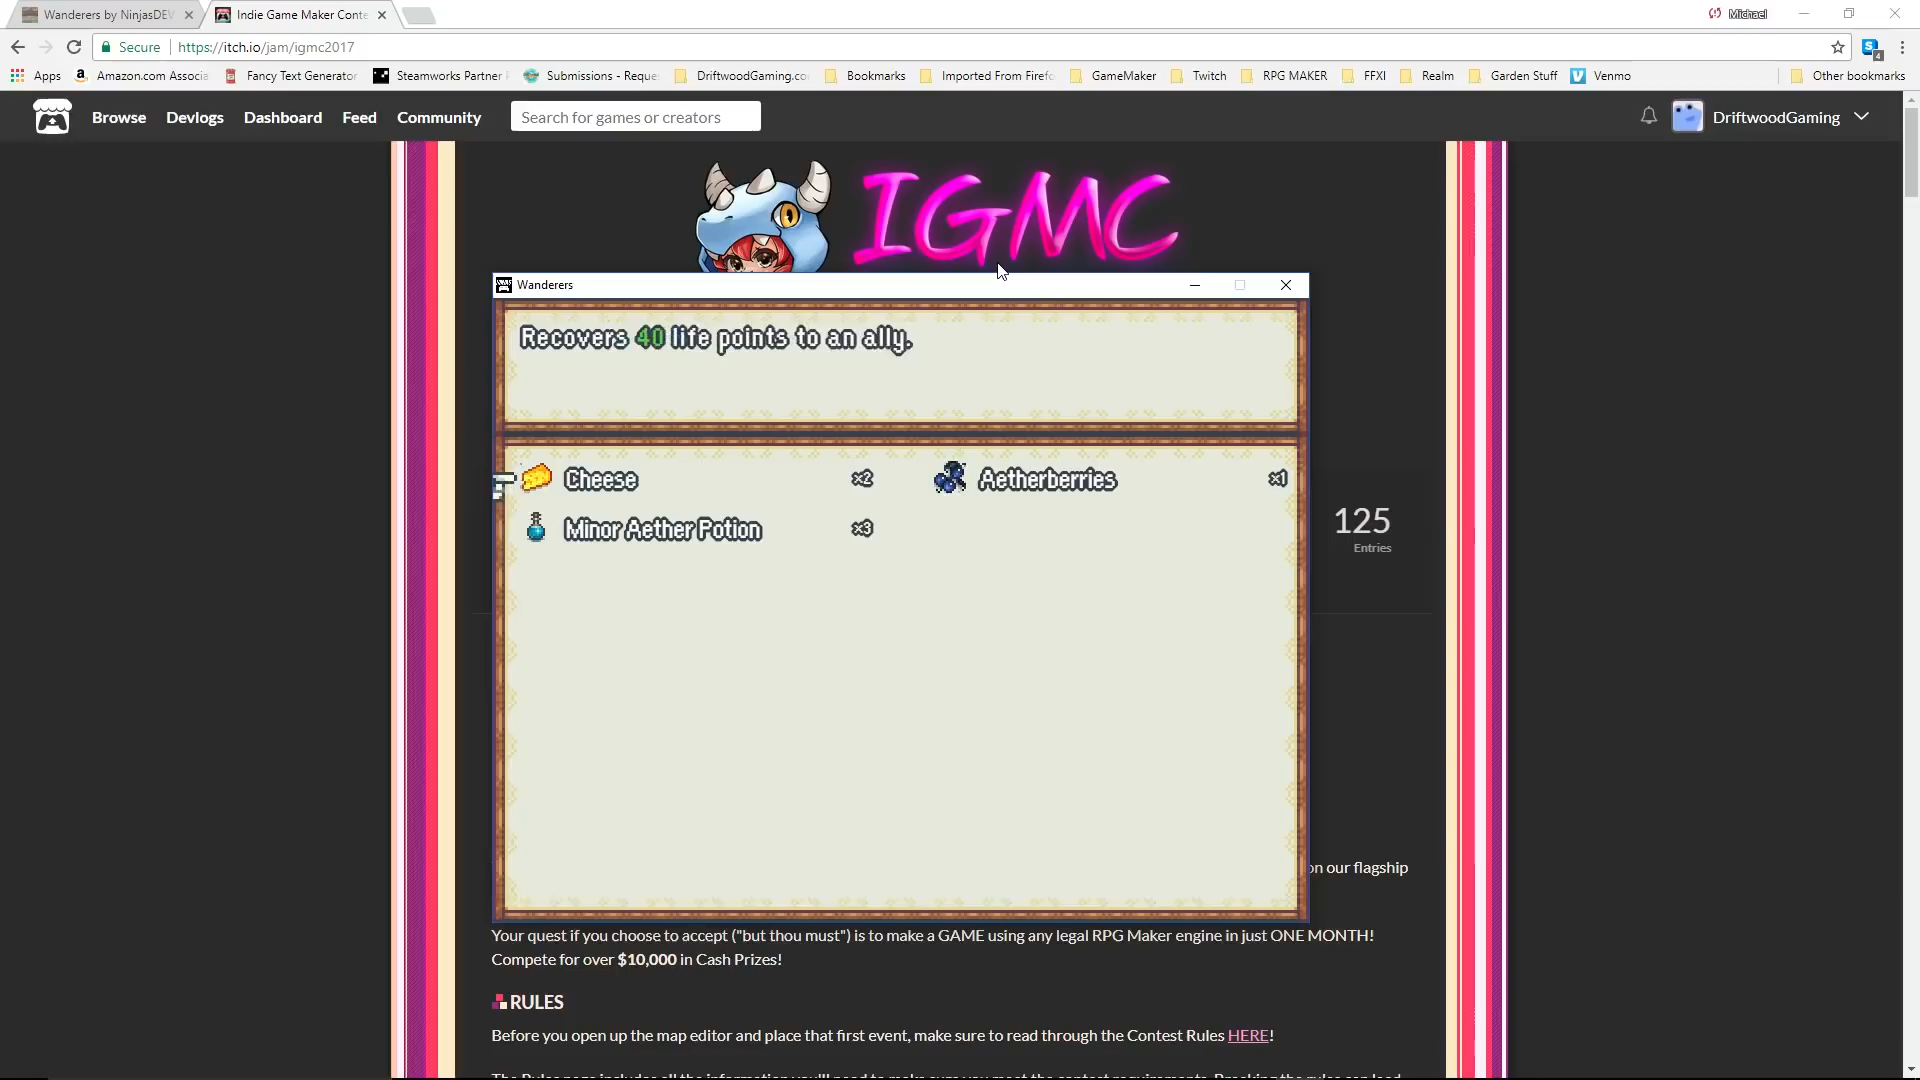 Wanderers by NinjasDEV
Indie Game Maker Conte
Michael
Secure
https://itch.io/jam/igmc2017
Apps
Amazon.com Associa
Fancy Text Generator
Steamworks Partner
Submissions - Reque
DriftwoodGaming.co
Bookmarks
Imported From Firefo
GameMaker
Twitch
RPG MAKER
FFXI
Realm
Garden Stuff
Venmo
Other bookmarks
Browse
Devlogs
Dashboard
Feed
Community
Search for games or creators
DriftwoodGaming
IGMC
Wanderers
Recovers 40 life points to an ally.
Cheese x2
Aetherberries x1
Minor Aether Potion x3
125
Entries
on our flagship
Your quest if you choose to accept ("but thou must") is to make a GAME using any legal RPG Maker engine in just ONE MONTH!
Compete for over $10,000 in Cash Prizes!
RULES
Before you open up the map editor and place that first event, make sure to read through the Contest Rules HERE!